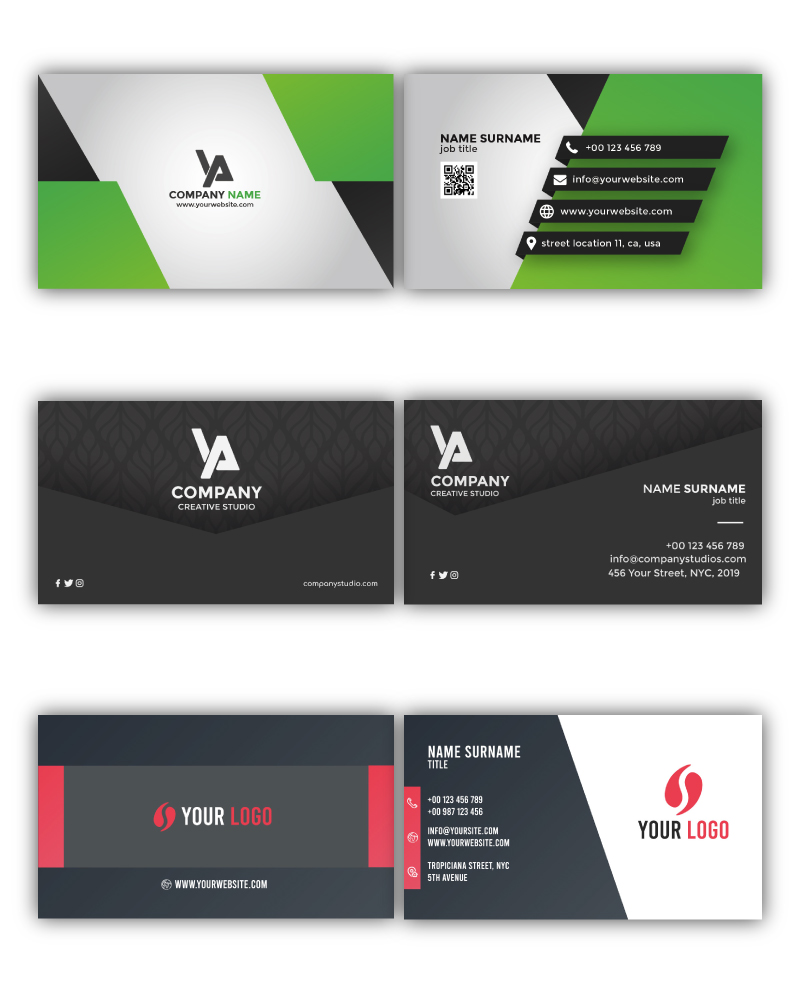 YA
COMPANY NAME
www.yourwebsite.com
NAME SURNAME
job title
+00 123 456 789
info@yourwebsite.com
www.yourwebsite.com
street location 11, ca, usa
YA
COMPANY
CREATIVE STUDIO
companystudio.com
YA
COMPANY
CREATIVE STUDIO
NAME SURNAME
job title
+00 123 456 789
info@companystudios.com
456 Your Street, NYC, 2019
YOUR LOGO
WWW.YOURWEBSITE.COM
NAME SURNAME
TITLE
+00 123 456 789
+00 987 123 456
INFO@YOURSITE.COM
WWW.YOURWEBSITE.COM
TROPICIANA STREET, NYC
5TH AVENUE
YOUR LOGO